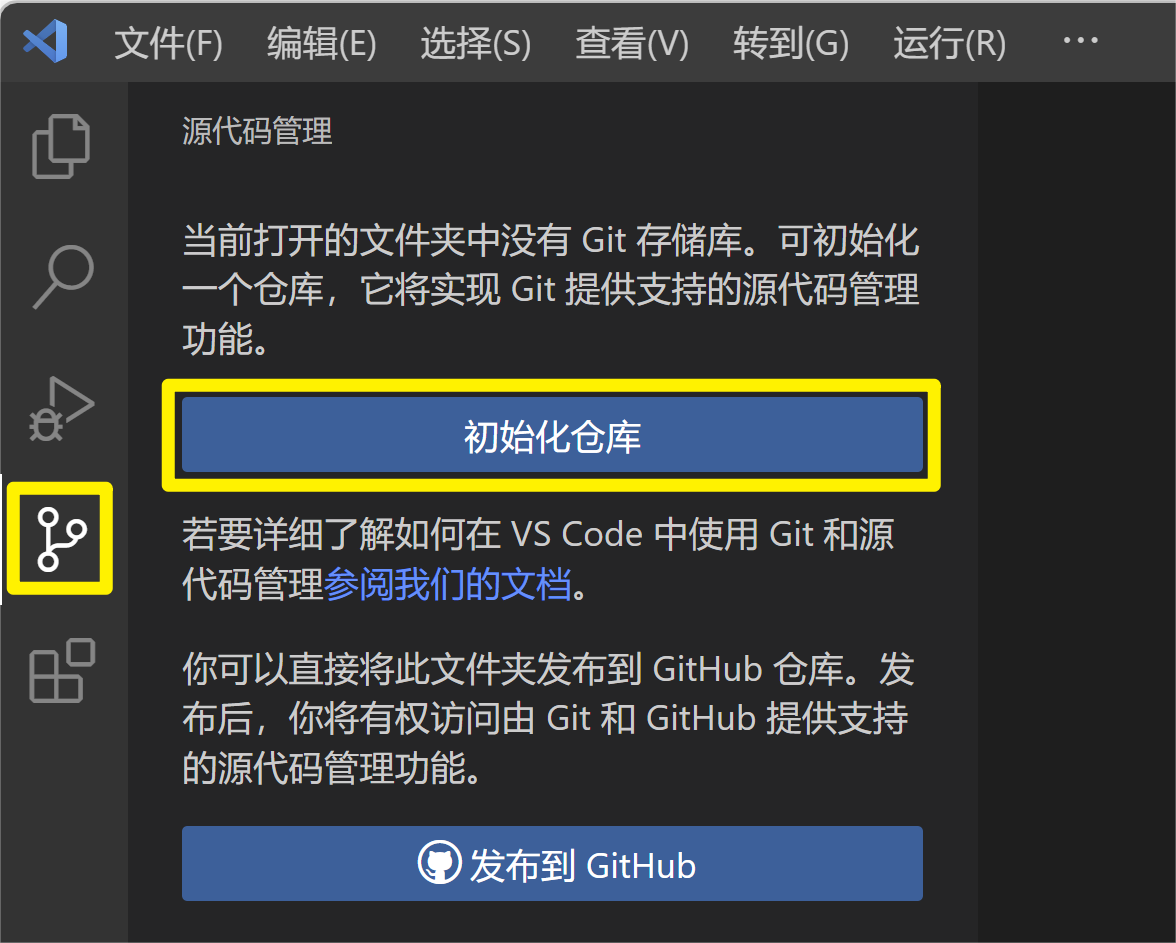 文件(F) 编辑(E) 选择(S) 查看(V) 转到(G) 运行(R) ···
源代码管理
当前打开的文件夹中没有 Git 存储库。可初始化
一个仓库，它将实现 Git 提供支持的源代码管理
功能。
初始化仓库
若要详细了解如何在 VS Code 中使用 Git 和源
代码管理参阅我们的文档。
你可以直接将此文件夹发布到 GitHub 仓库。发
布后，你将有权访问由 Git 和 GitHub 提供支持
的源代码管理功能。
发布到 GitHub